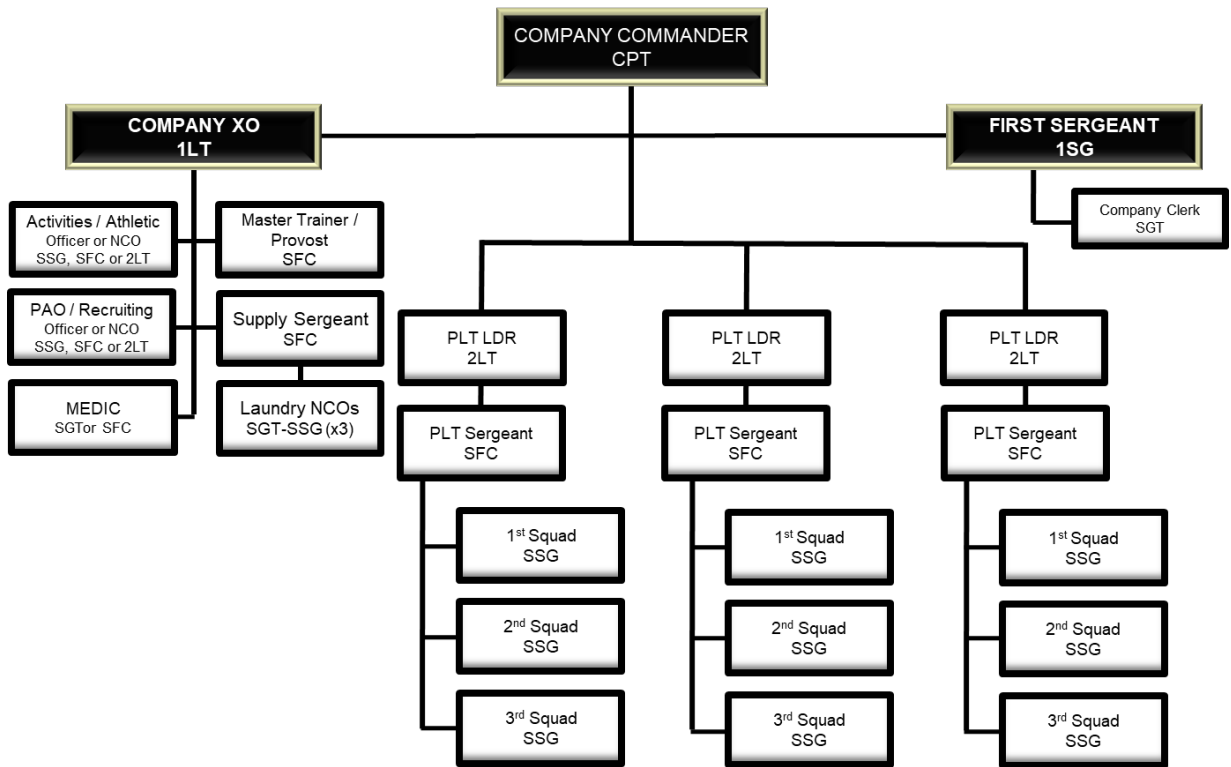 COMPANY COMMANDER
CPT
COMPANY XO
1LT
FIRST SERGEANT
1SG
Activities / Athletic
Officer or NCO
SSG, SFC or 2LT
Master Trainer /
Provost
SFC
Company Clerk
SGT
PAO / Recruiting
Officer or NCO
SSG, SFC or 2LT
Supply Sergeant
SFC
MEDIC
SGTor SFC
Laundry NCOs
SGT-SSG (x3)
PLT LDR
2LT
PLT LDR
2LT
PLT LDR
2LT
PLT Sergeant
SFC
PLT Sergeant
SFC
PLT Sergeant
SFC
1st Squad
SSG
1st Squad
SSG
1st Squad
SSG
2nd Squad
SSG
2nd Squad
SSG
2nd Squad
SSG
3rd Squad
SSG
3rd Squad
SSG
3rd Squad
SSG